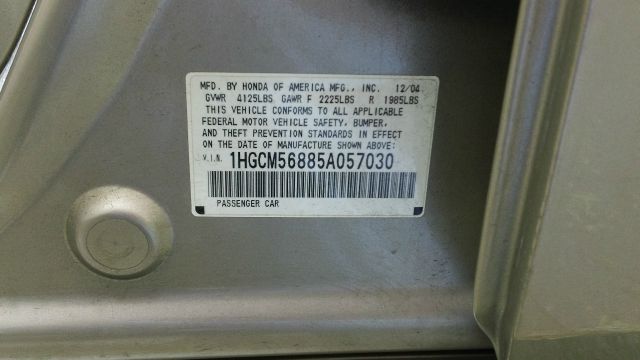 MFD. BY HONDA OF AMERICA MFG., INC. 12/04
GVWR 4125LBS GAWR F 2225LBS R 1985LBS
THIS VEHICLE CONFORMS TO ALL APPLICABLE
FEDERAL MOTOR VEHICLE SAFETY, BUMPER,
AND THEFT PREVENTION STANDARDS IN EFFECT
ON THE DATE OF MANUFACTURE SHOWN ABOVE:
V.I.N. 1HGCM56885A057030
PASSENGER CAR